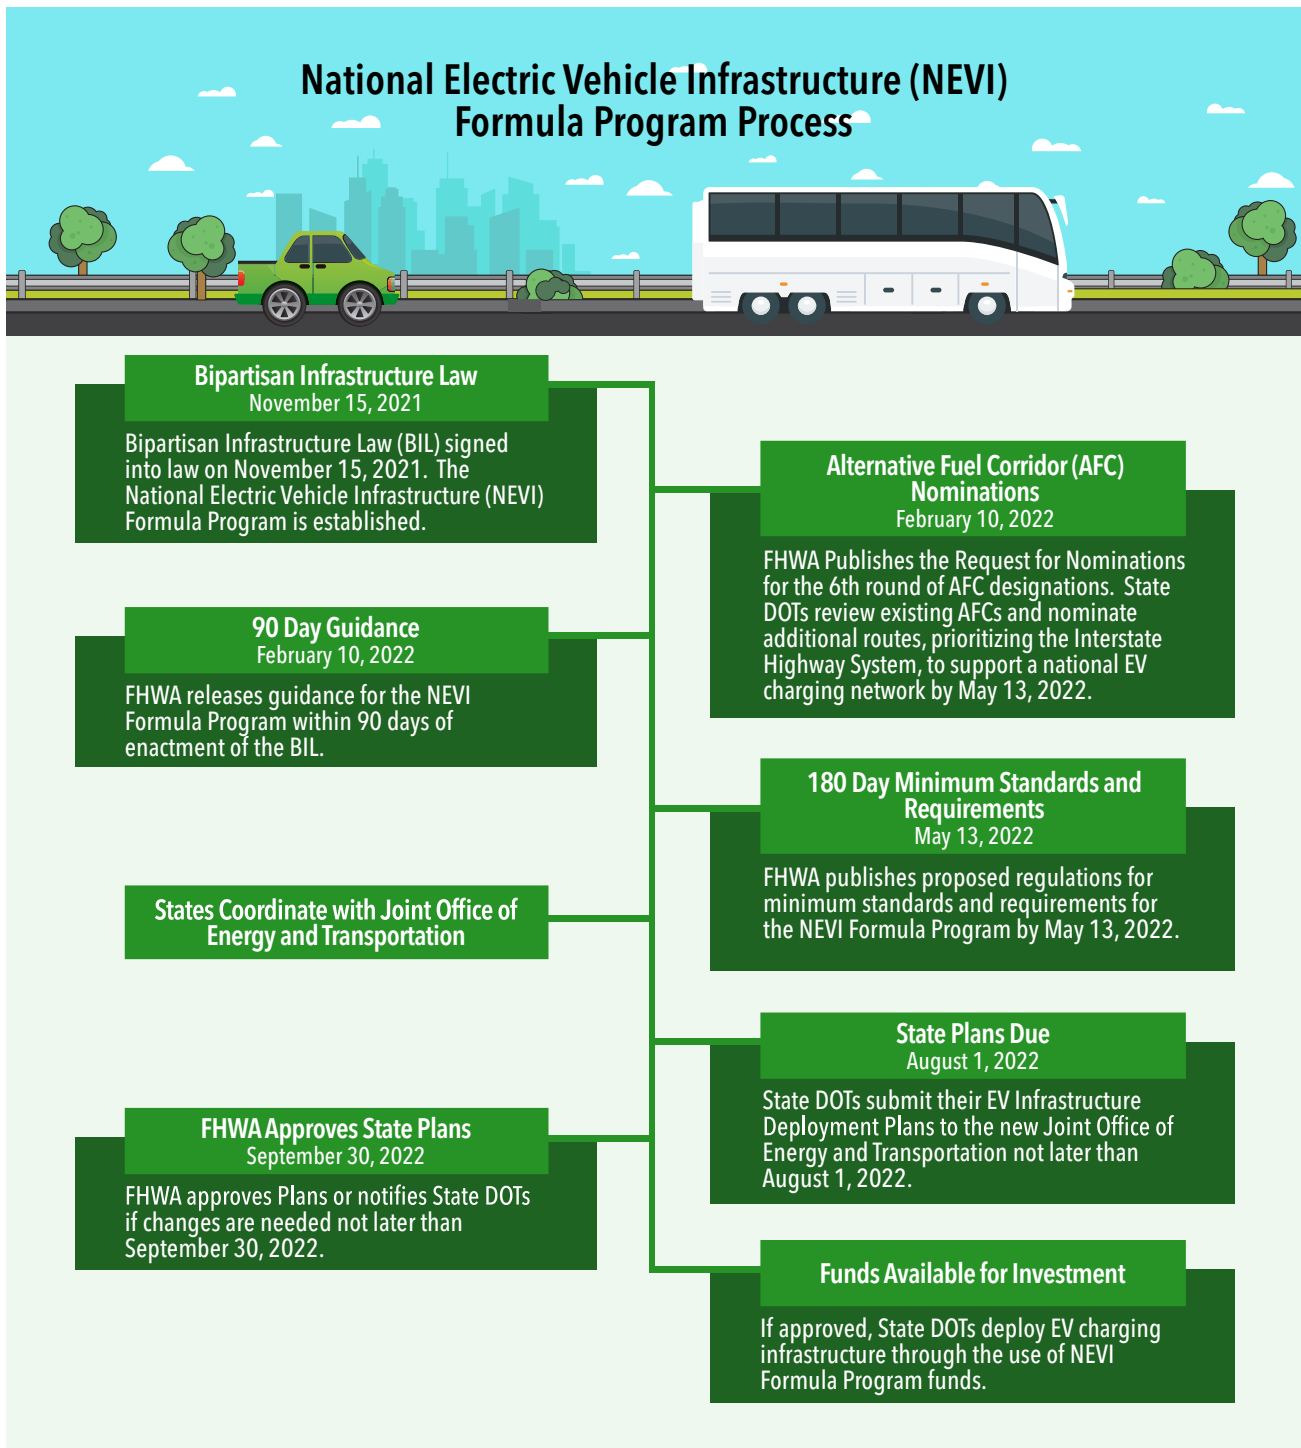 National Electric Vehicle Infrastructure (NEVI)
Formula Program Process
Bipartisan Infrastructure Law
November 15, 2021
Bipartisan Infrastructure Law (BIL) signed
into law on November 15, 2021. The
National Electric Vehicle Infrastructure (NEVI)
Formula Program is established.
Alternative Fuel Corridor (AFC)
Nominations
February 10, 2022
FHWA Publishes the Request for Nominations
for the 6th round of AFC designations. State
DOTs review existing AFCs and nominate
additional routes, prioritizing the Interstate
Highway System, to support a national EV
charging network by May 13, 2022.
90 Day Guidance
February 10, 2022
FHWA releases guidance for the NEVI
Formula Program within 90 days of
enactment of the BIL.
180 Day Minimum Standards and
Requirements
May 13, 2022
FHWA publishes proposed regulations for
minimum standards and requirements for
the NEVI Formula Program by May 13, 2022.
States Coordinate with Joint Office of
Energy and Transportation
State Plans Due
August 1, 2022
State DOTs submit their EV Infrastructure
Deployment Plans to the new Joint Office of
Energy and Transportation not later than
August 1, 2022.
FHWA Approves State Plans
September 30, 2022
FHWA approves Plans or notifies State DOTs
if changes are needed not later than
September 30, 2022.
Funds Available for Investment
If approved, State DOTs deploy EV charging
infrastructure through the use of NEVI
Formula Program funds.